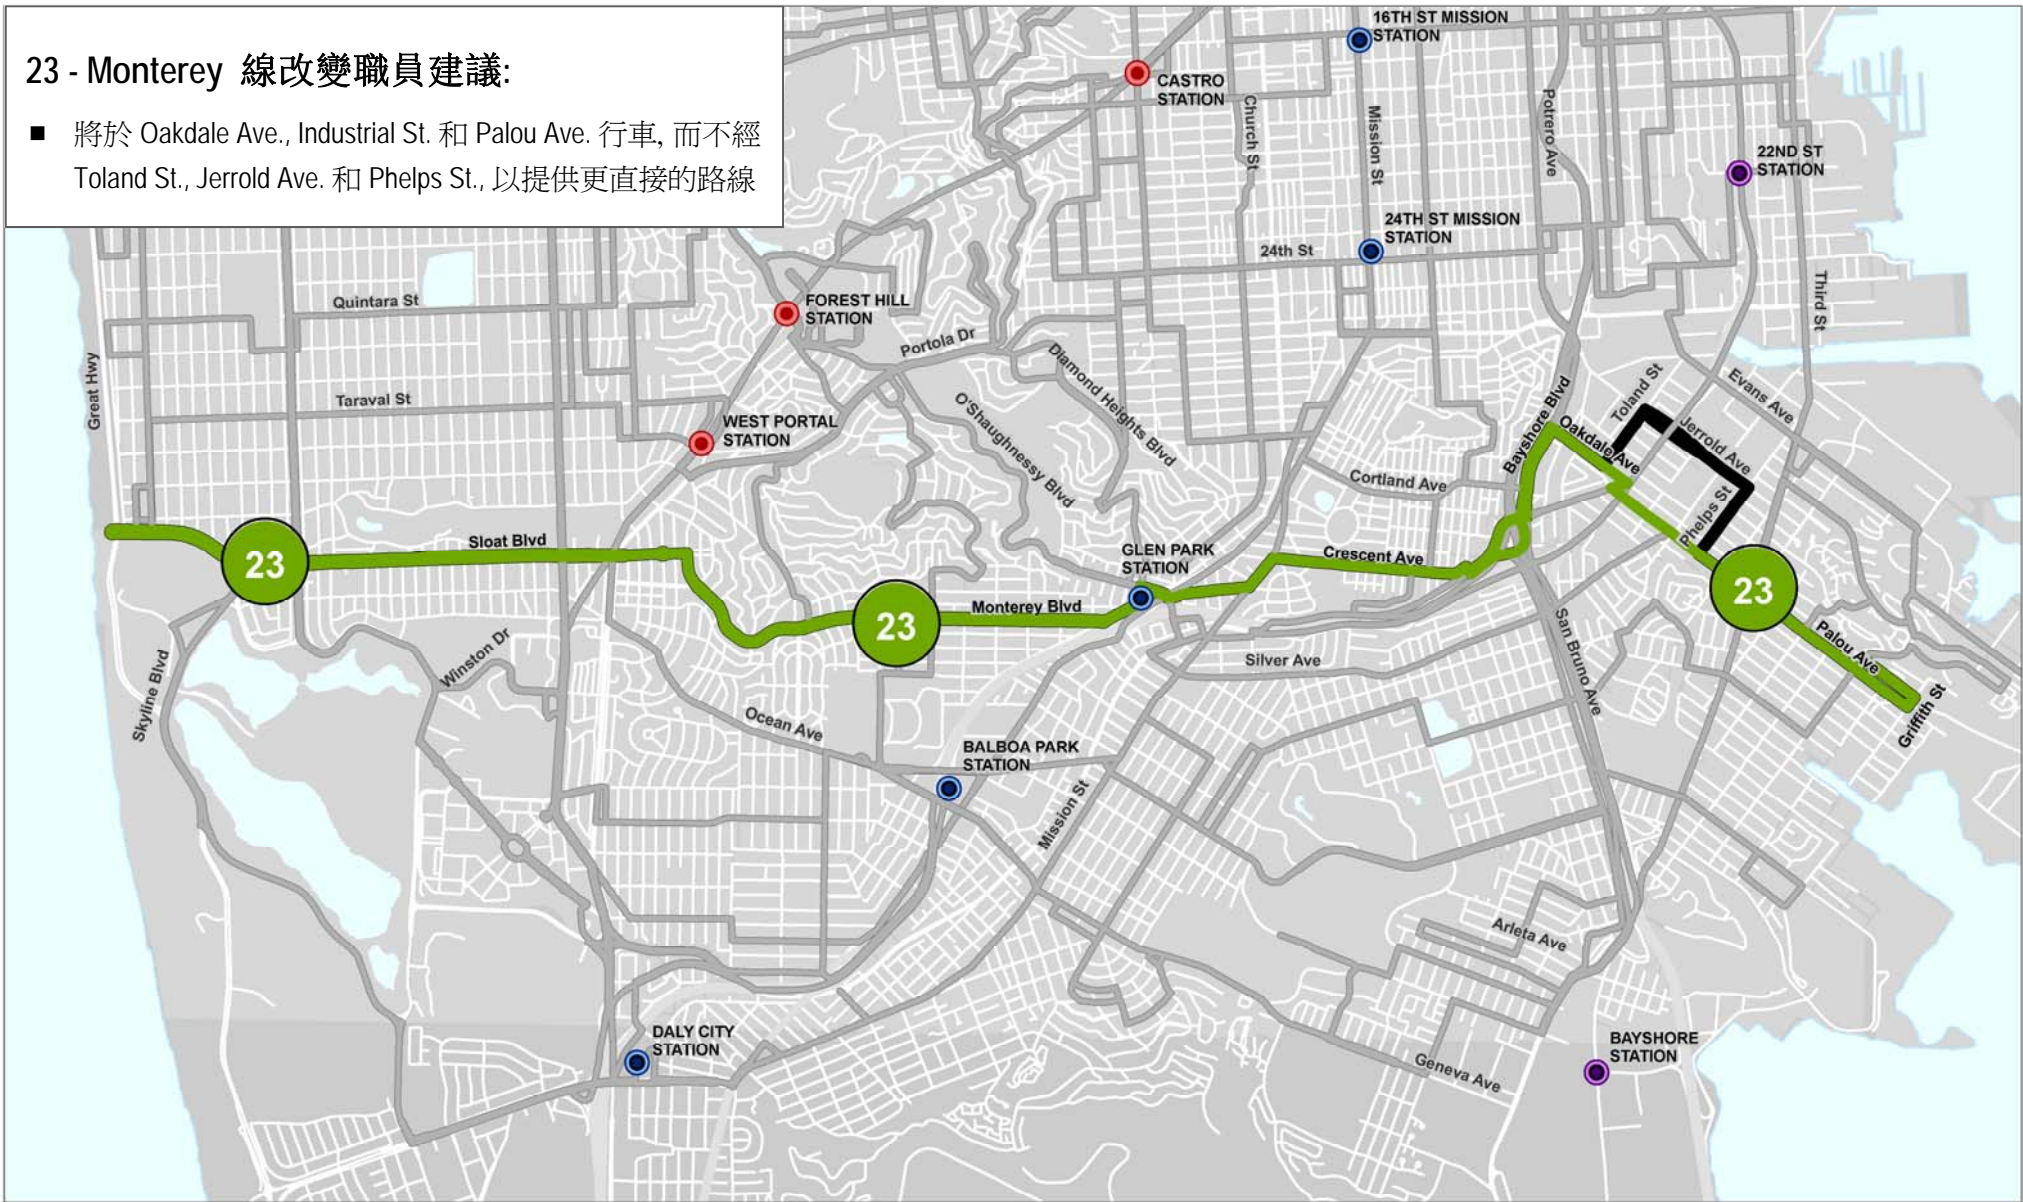 23 - Monterey 線改變職員建議:
■ 將於 Oakdale Ave., Industrial St. 和 Palou Ave. 行車, 而不經
Toland St., Jerrold Ave. 和 Phelps St., 以提供更直接的路線
16TH ST MISSION
STATION
CASTRO
STATION
Church St
Mission St
Potrero Ave
22ND ST
STATION
24TH ST MISSION
STATION
24th St
Third St
Quintara St
FOREST HILL
STATION
Portola Dr
Diamond Heights Blvd
Great Hwy
Taraval St
WEST PORTAL
STATION
O'Shaughnessy Blvd
Bayshore Blvd
Toland St
Evans Ave
Oakdale Ave
Jerrold Ave
Cortland Ave
Phelps St
Sloat Blvd
23
GLEN PARK
STATION
Crescent Ave
23
Monterey Blvd
23
Palou Ave
Griffith St
San Bruno Ave
Silver Ave
Winston Dr
Skyline Blvd
Ocean Ave
BALBOA PARK
STATION
Mission St
Arleta Ave
DALY CITY
STATION
BAYSHORE
STATION
Geneva Ave